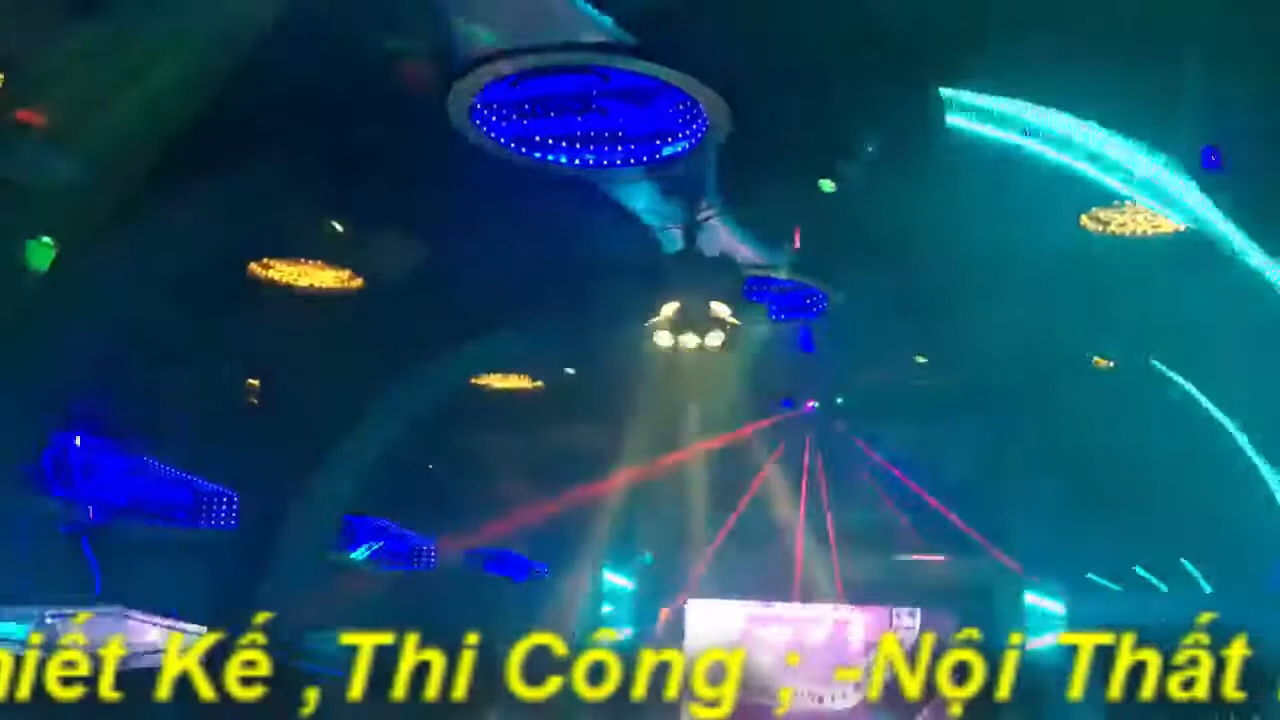 hiết Kế ,Thi Công ; -Nội Thất